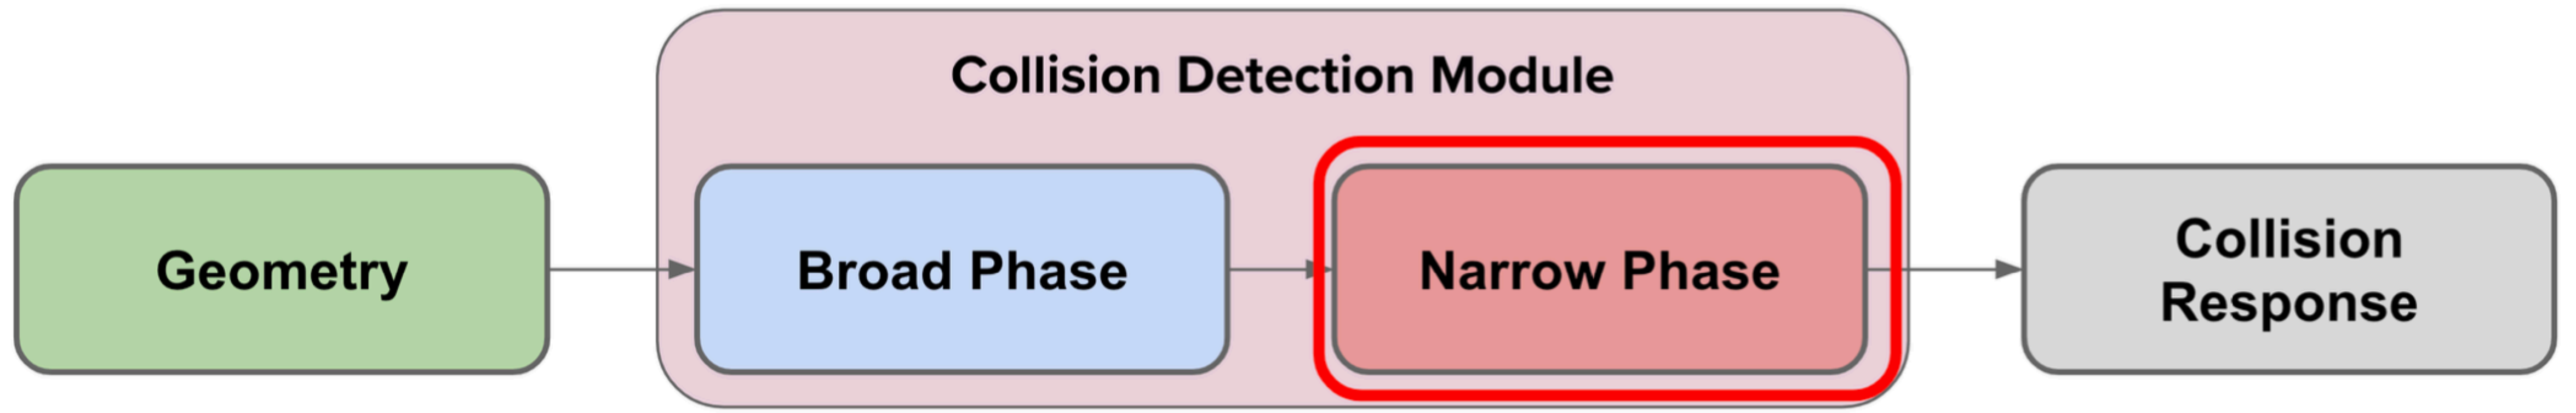 Collision Detection Module
Geometry
Broad Phase
Narrow Phase
Collision
Response